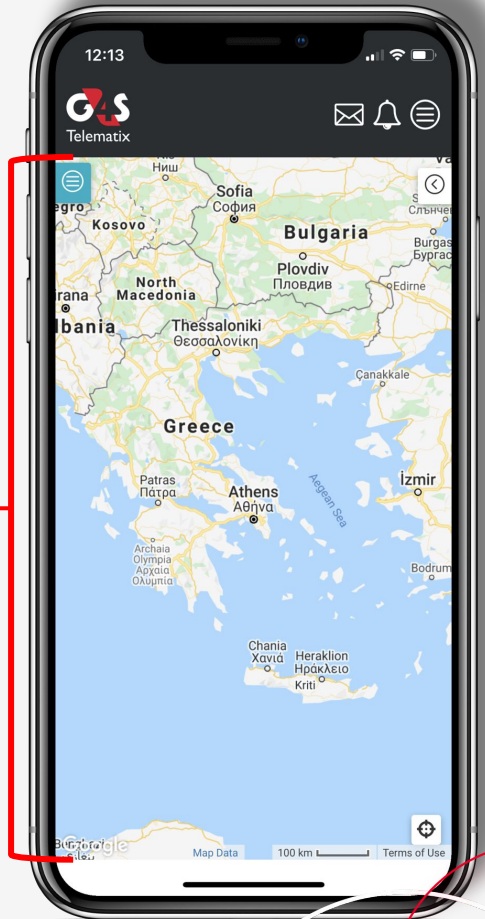 12:13
G4S
Telematix
Ниш
Sofia
София
Kosovo
Bulgaria
Burgas
Бургас
Plovdiv
Пловдив
North
Macedonia
Edirne
Thessaloniki
Θεσσαλονίκη
Çanakkale
Greece
Patras
Πάτρα
Athens
Αθήνα
Aegean Sea
İzmir
Archaia
Olympia
Αρχαία
Ολυμπία
Bodrum
Chania
Χανιά
Heraklion
Ηράκλειο
Kriti
Google
Map Data
100 km
Terms of Use